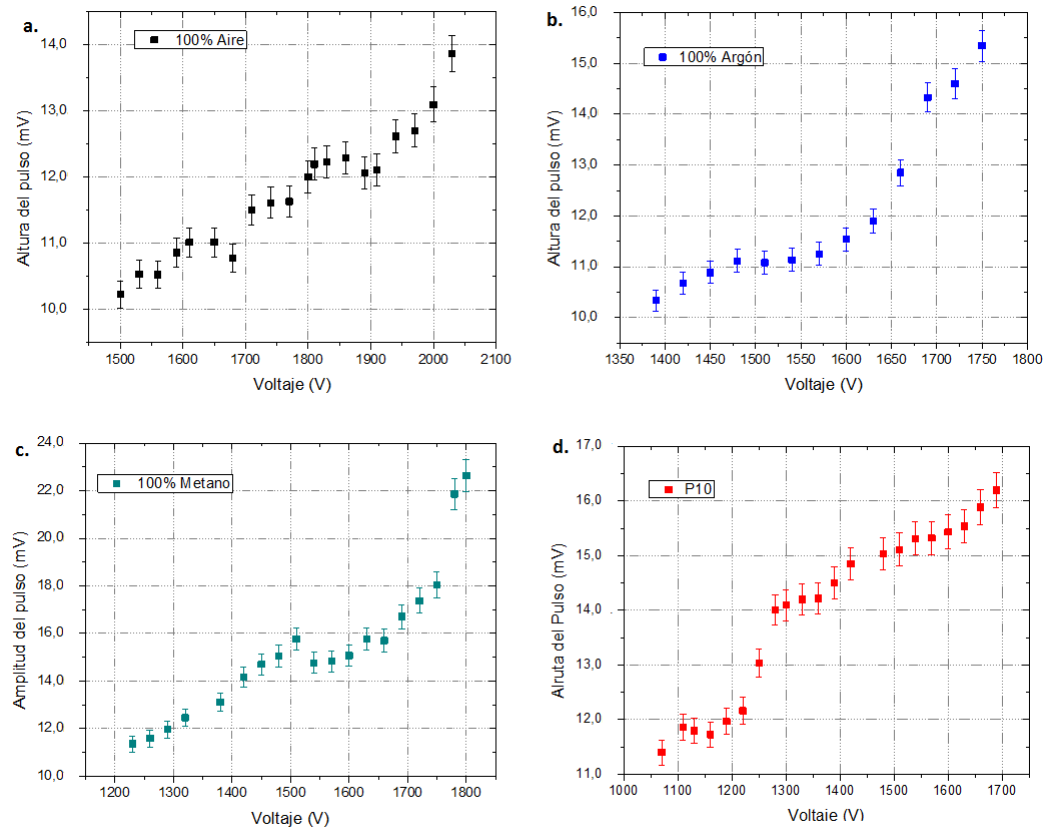 a.
100% Aire
Altura del pulso (mV)
14,0
13,0
12,0
11,0
10,0
1500 1600 1700 1800 1900 2000 2100
Voltaje (V)
b.
100% Argón
Altura del pulso (mV)
16,0
15,0
14,0
13,0
12,0
11,0
10,0
1350 1400 1450 1500 1550 1600 1650 1700 1750 1800
Voltaje (V)
c.
100% Metano
Amplitud del pulso (mV)
24,0
22,0
20,0
18,0
16,0
14,0
12,0
10,0
1200 1300 1400 1500 1600 1700 1800
Voltaje (V)
d.
P10
Alruta del Pulso (mV)
17,0
16,0
15,0
14,0
13,0
12,0
11,0
1000 1100 1200 1300 1400 1500 1600 1700
Voltaje (V)